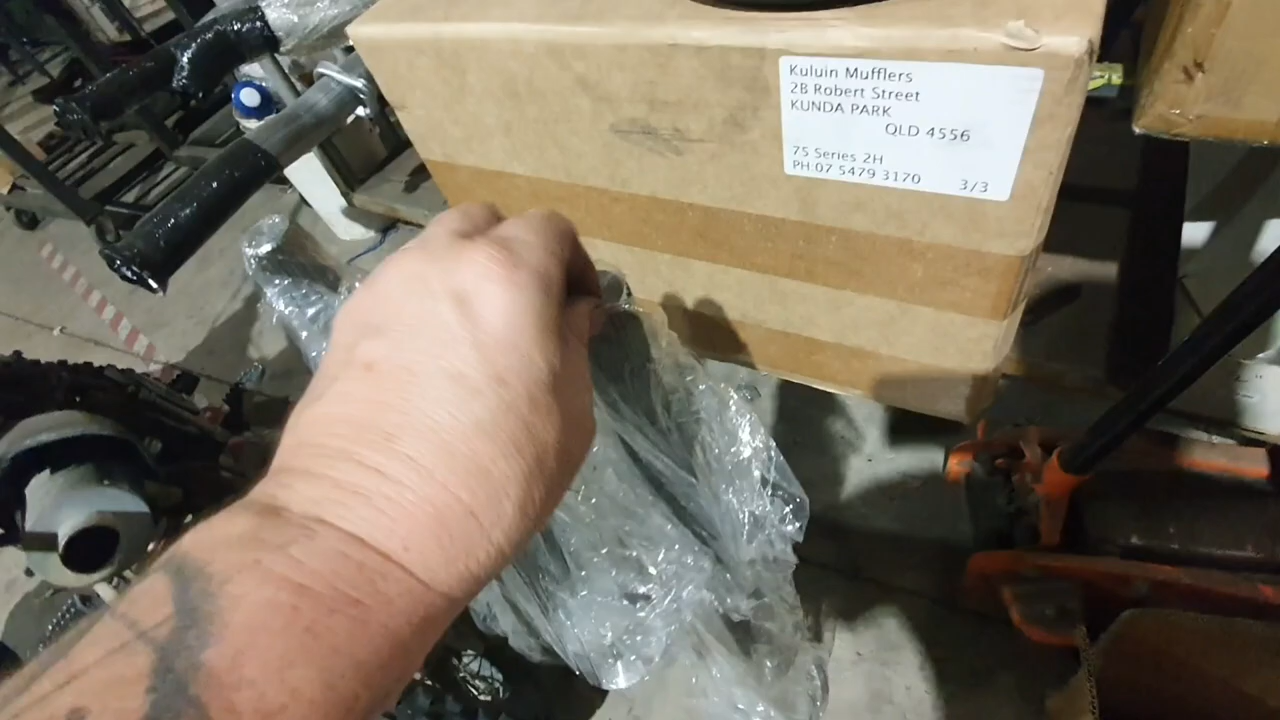 Kuluin Mufflers
2B Robert Street
KUNDA PARK
QLD 4556
75 Series 2H
PH:07 5479 3170 3/3